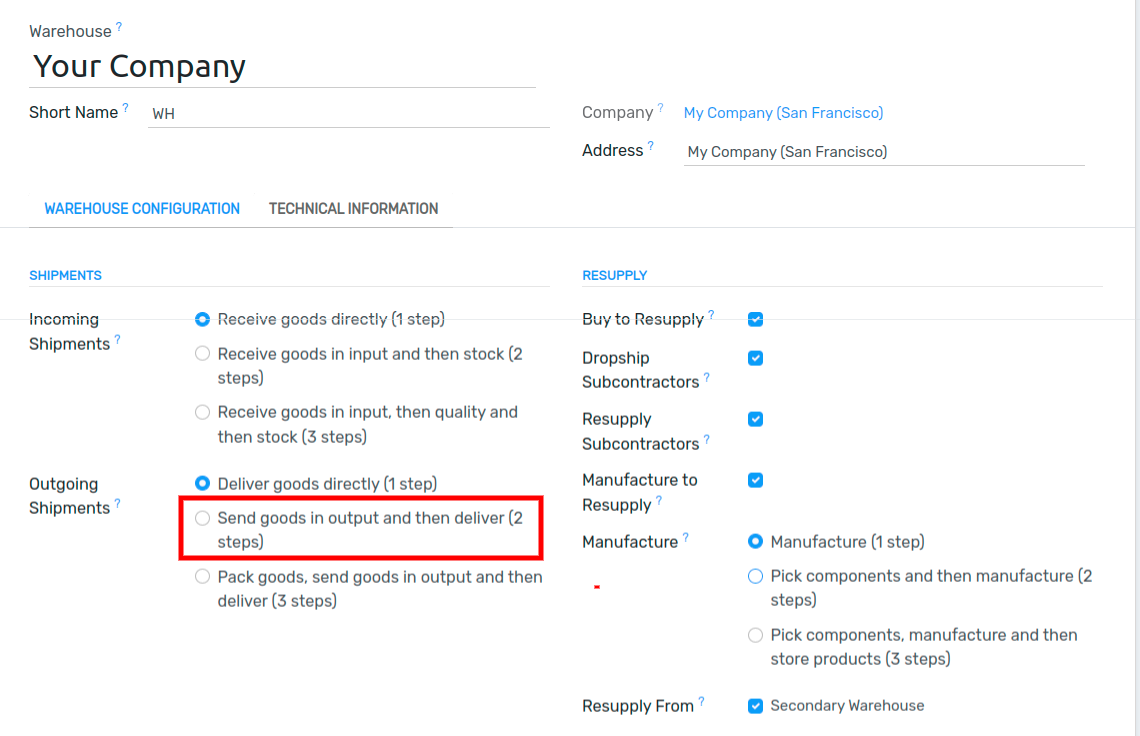 Warehouse ?
Your Company
Short Name ? WH
Company ? My Company (San Francisco)
Address ? My Company (San Francisco)
WAREHOUSE CONFIGURATION TECHNICAL INFORMATION
SHIPMENTS
Incoming
Shipments ?
Receive goods directly (1 step)
Receive goods in input and then stock (2
steps)
Receive goods in input, then quality and
then stock (3 steps)
Outgoing
Shipments ?
Deliver goods directly (1 step)
Send goods in output and then deliver (2
steps)
Pack goods, send goods in output and then
deliver (3 steps)
RESUPPLY
Buy to Resupply ?
Dropship
Subcontractors ?
Resupply
Subcontractors ?
Manufacture to
Resupply ?
Manufacture ?
Manufacture (1 step)
Pick components and then manufacture (2
steps)
Pick components, manufacture and then
store products (3 steps)
Resupply From ? Secondary Warehouse